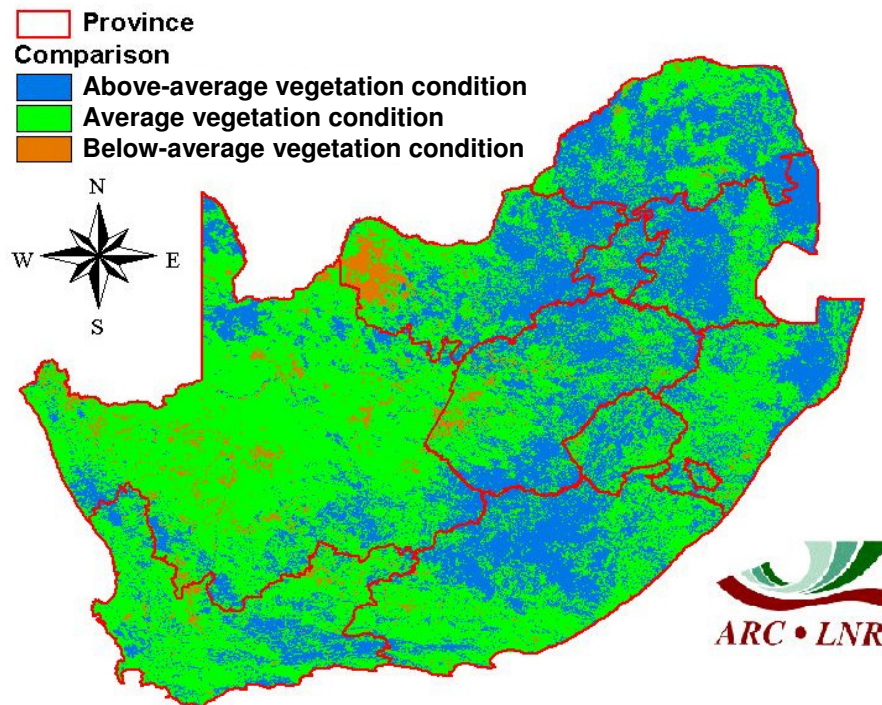 Province
Comparison
Above-average vegetation condition
Average vegetation condition
Below-average vegetation condition
N
W E
S
ARC • LNR